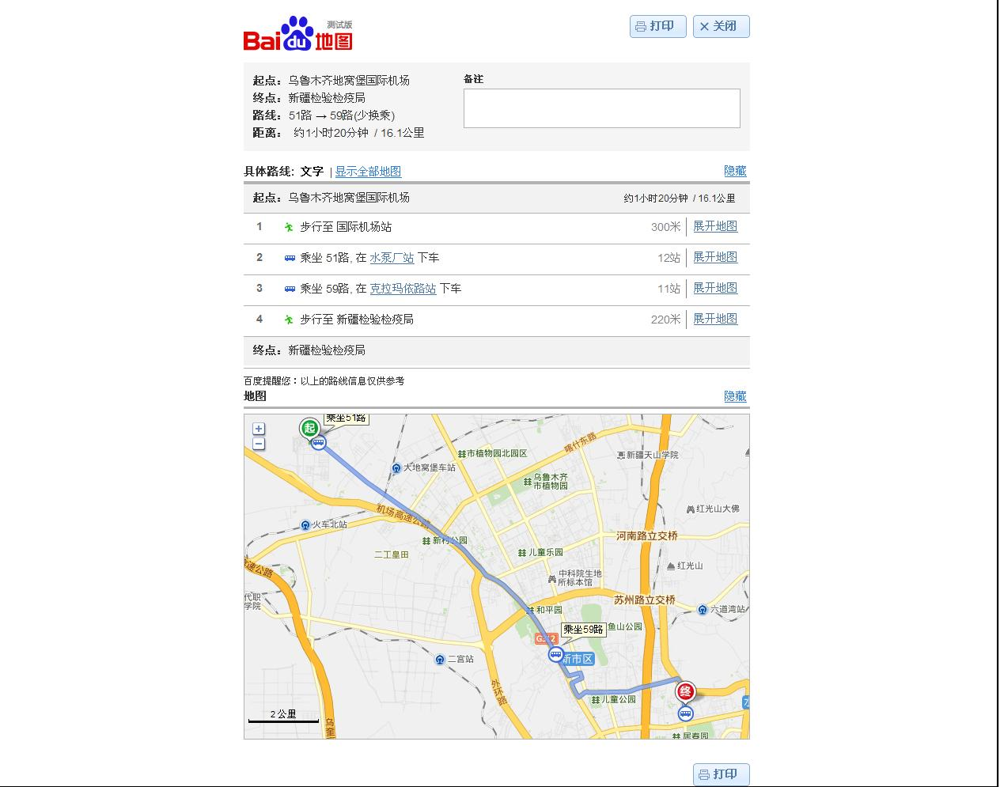 Bai du 地图 测试版
打印
关闭
起点： 乌鲁木齐地窝堡国际机场
终点： 新疆检验检疫局
路线： 51路 → 59路(少换乘)
距离： 约1小时20分钟 / 16.1公里
备注
具体路线: 文字 | 显示全部地图
隐藏
起点： 乌鲁木齐地窝堡国际机场 约1小时20分钟 / 16.1公里
1 步行至 国际机场站 300米 展开地图
2 乘坐 51路, 在 水泵厂站 下车 12站 展开地图
3 乘坐 59路, 在 克拉玛依路站 下车 11站 展开地图
4 步行至 新疆检验检疫局 220米 展开地图
终点： 新疆检验检疫局
百度提醒您：以上的路线信息仅供参考
地图
隐藏
乘坐51路
起
喀什东路
市植物园北园区
新疆天山学院
大地窝堡车站
乌鲁木齐
市植物园
机场高速公路
红光山大佛
火车北站
新村公园
河南路立交桥
二工皇田
儿童乐园
高速公路
红光山
中科院生地
所标本馆
代职
学院
苏州路立交桥
和平园
六道湾站
鱼山公园
乘坐59路
新市区
二宫站
外环路
儿童公园
终
水
2 公里
乌奎
居春园
打印